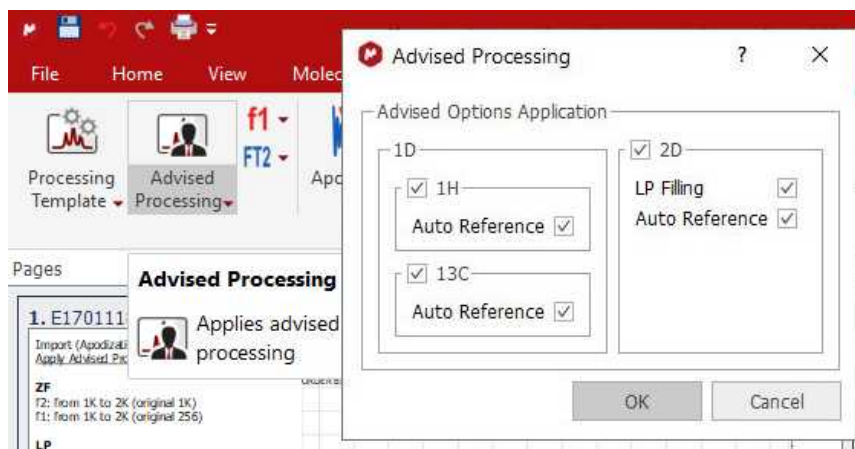 File Home View Molec
Processing
Template
Advised
Processing
f1
FT2
Apo
Pages
Advised Processing
Applies advised
processing
1. E170111
Import (Apodizati
Apply Advised Pro
ZF
f2: from 1K to 2K (original 1K)
f1: from 1K to 2K (original 256)
LP
Advised Processing ?
Advised Options Application
1D
1H
Auto Reference
13C
Auto Reference
2D
LP Filling
Auto Reference
OK Cancel